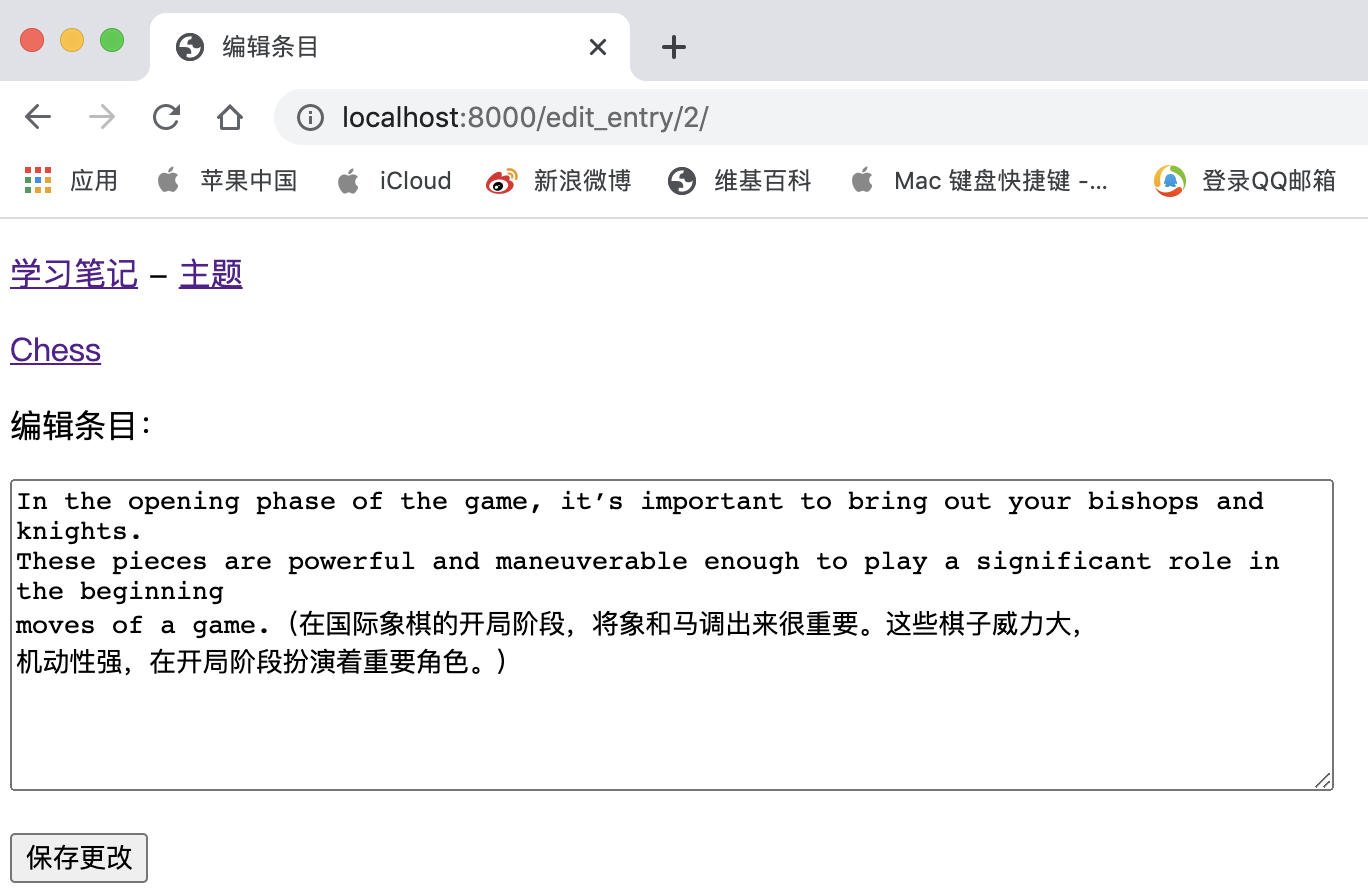 编辑条目
localhost:8000/edit_entry/2/
应用 苹果中国 iCloud 新浪微博 维基百科 Mac 键盘快捷键 -... 登录QQ邮箱
学习笔记 – 主题
Chess
编辑条目：
In the opening phase of the game, it’s important to bring out your bishops and
knights.
These pieces are powerful and maneuverable enough to play a significant role in
the beginning
moves of a game.（在国际象棋的开局阶段，将象和马调出来很重要。这些棋子威力大，
机动性强，在开局阶段扮演着重要角色。）
保存更改